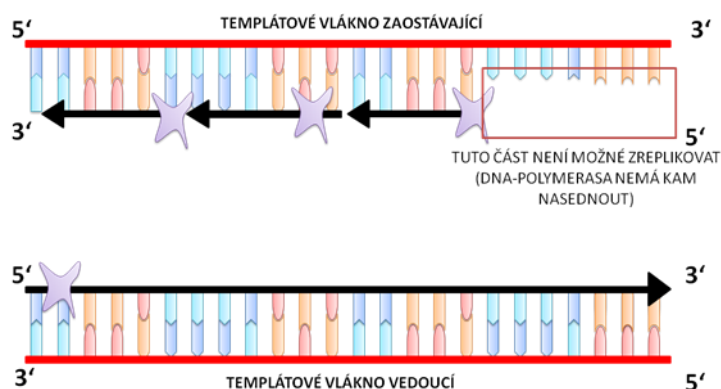 5‘ TEMPLÁTOVÉ VLÁKNO ZAOSTÁVAJÍCÍ 3‘
3‘ 5‘
TUTO ČÁST NENÍ MOŽNÉ ZREPLIKOVAT
(DNA-POLYMERASA NEMÁ KAM
NASEDNOUT)
5‘ 3‘
3‘ TEMPLÁTOVÉ VLÁKNO VEDOUCÍ 5‘